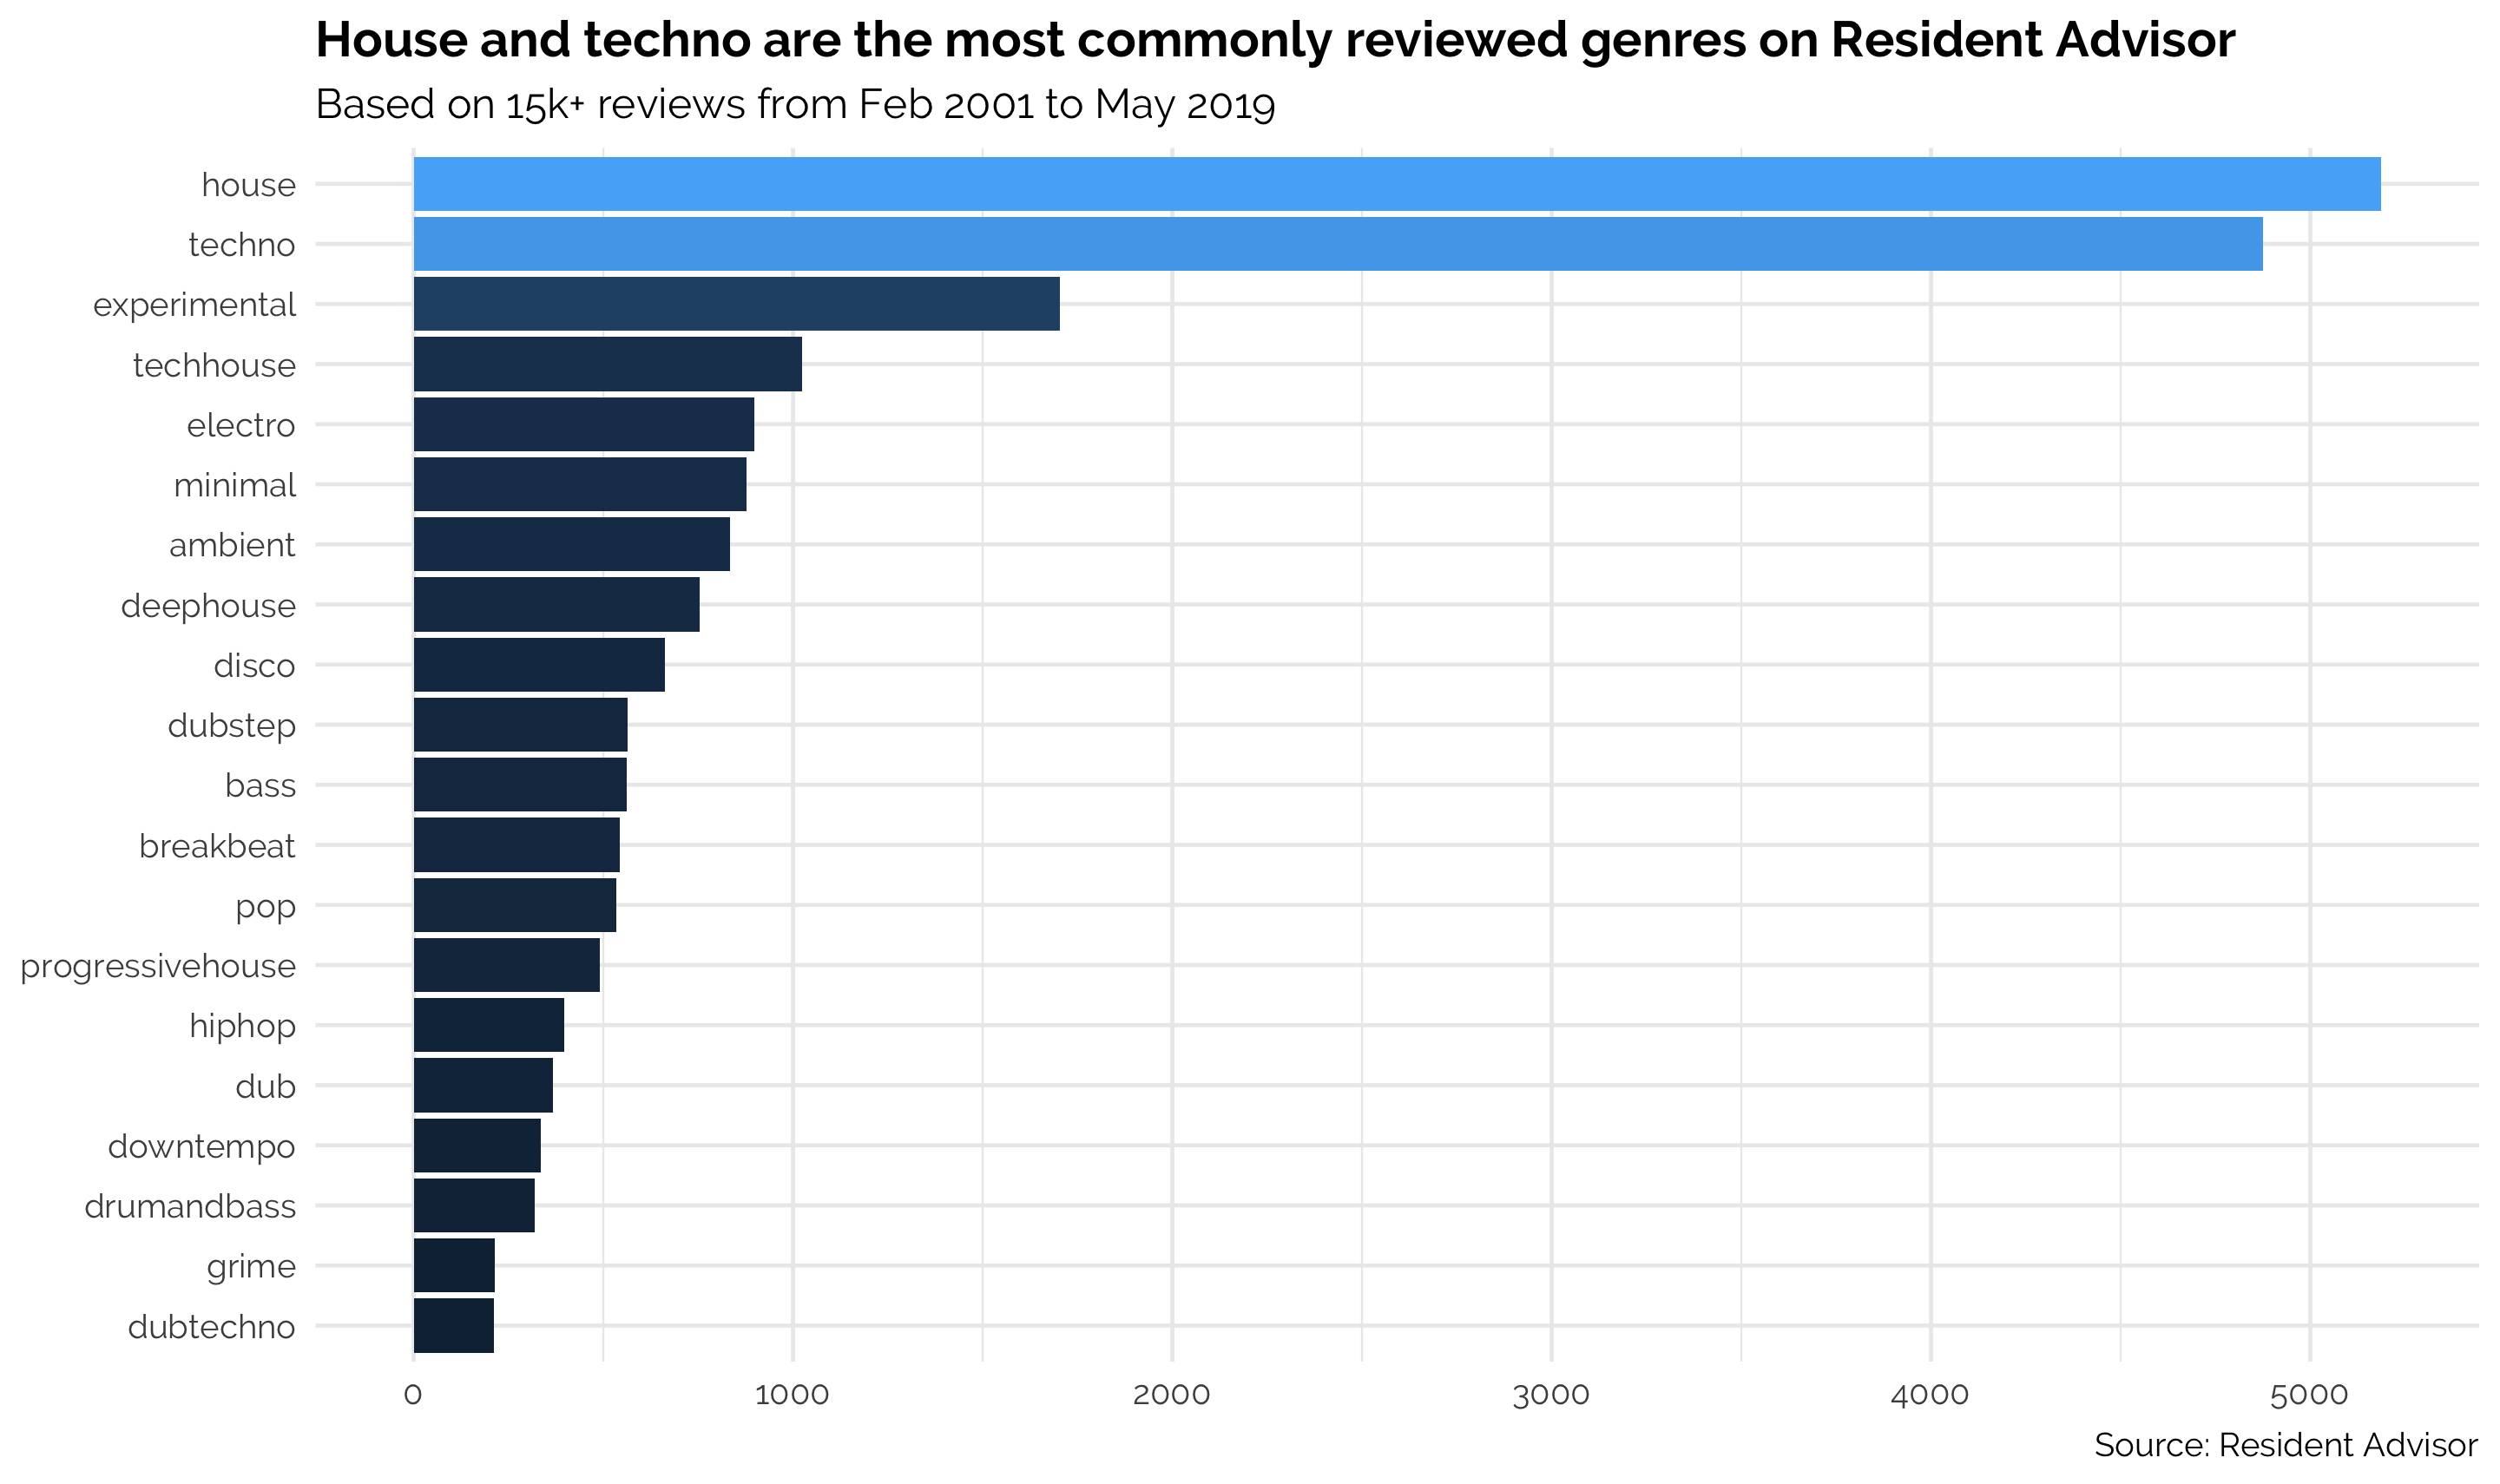 House and techno are the most commonly reviewed genres on Resident Advisor
Based on 15k+ reviews from Feb 2001 to May 2019
house
techno
experimental
techhouse
electro
minimal
ambient
deephouse
disco
dubstep
bass
breakbeat
pop
progressivehouse
hiphop
dub
downtempo
drumandbass
grime
dubtechno
0 1000 2000 3000 4000 5000
Source: Resident Advisor